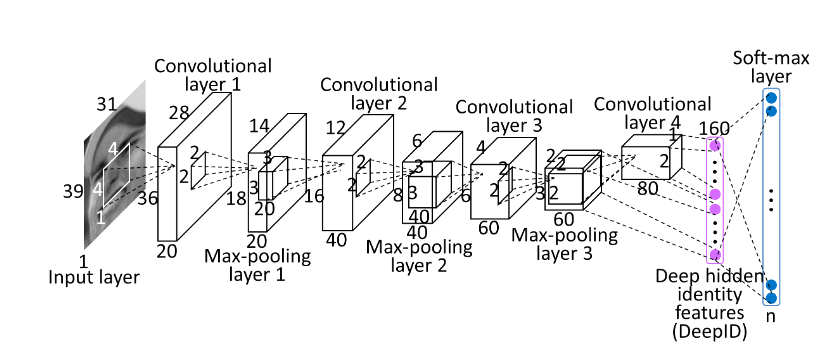 Soft-max
layer
Convolutional
layer 1
Convolutional
layer 2
Convolutional
layer 3
Convolutional
layer 4
31
39
1
4
4
1
Input layer
28
36
20
2
2
14
18
20
3
3
20
Max-pooling
layer 1
12
16
40
2
2
6
8
40
3
3
40
Max-pooling
layer 2
4
6
60
2
2
2
3
60
2
2
Max-pooling
layer 3
1
2
80
160
Deep hidden
identity
features
(DeepID)
n